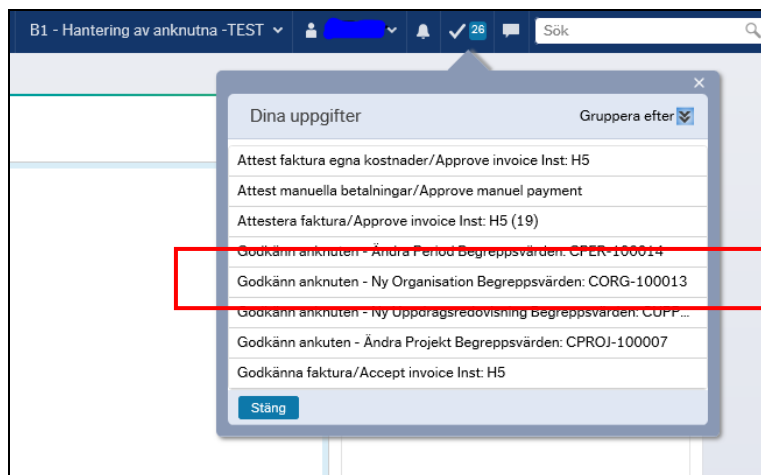 B1 - Hantering av anknutna -TEST 26 Sök
Dina uppgifter Gruppera efter
Attest faktura egna kostnader/Approve invoice Inst: H5
Attest manuella betalningar/Approve manuel payment
Attestera faktura/Approve invoice Inst: H5 (19)
Godkänn anknuten - Ändra Period Begreppsvärden: CPER-100014
Godkänn anknuten - Ny Organisation Begreppsvärden: CORG-100013
Godkänn anknuten - Ny Uppdragsredovisning Begreppsvärden: CUPP...
Godkänn ankuten - Ändra Projekt Begreppsvärden: CPROJ-100007
Godkänna faktura/Accept invoice Inst: H5
Stäng